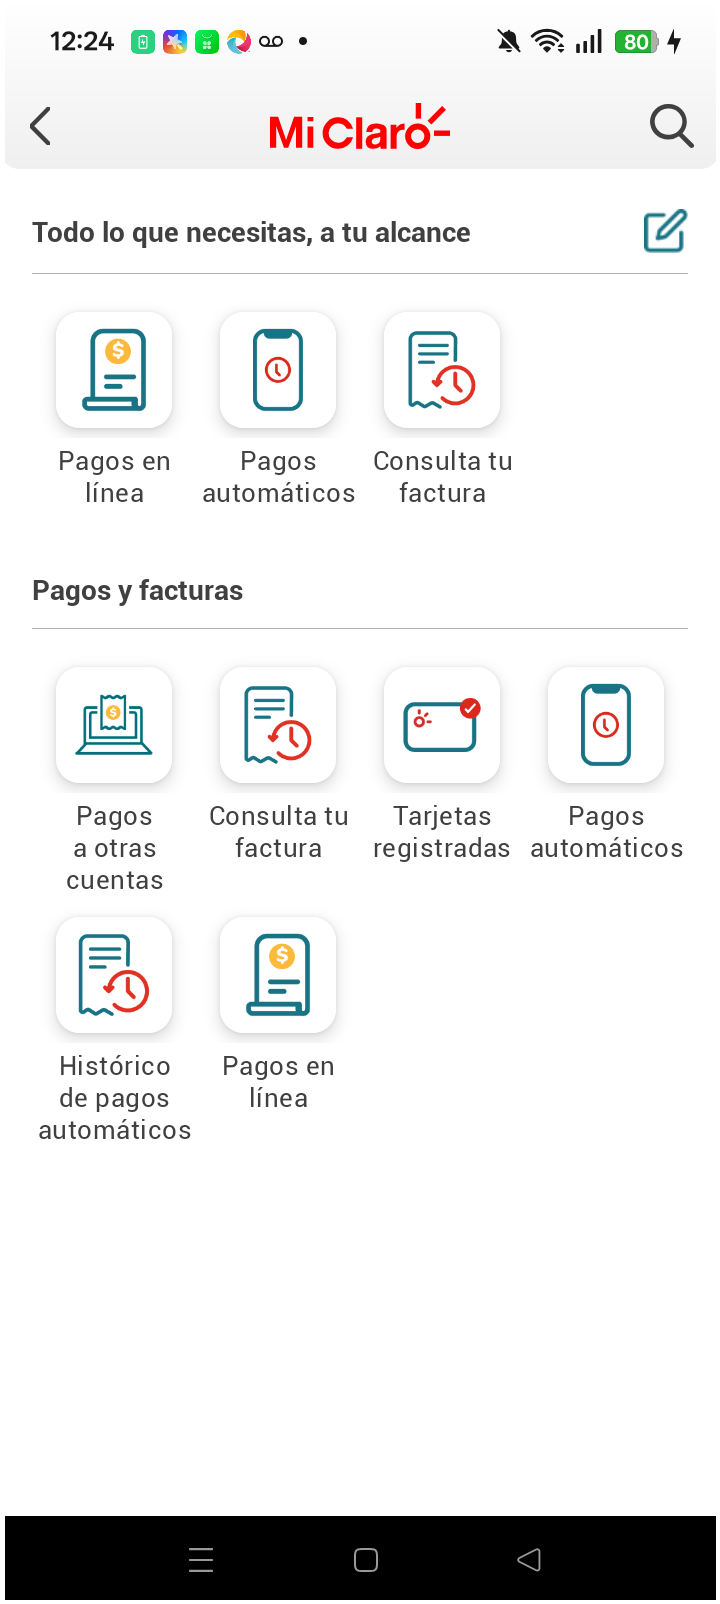 12:24
80
Mi Claro
Todo lo que necesitas, a tu alcance
$
Pagos en
línea
Pagos
automáticos
Consulta tu
factura
Pagos y facturas
$
Pagos
a otras
cuentas
Consulta tu
factura
Tarjetas
registradas
Pagos
automáticos
$
Histórico
de pagos
automáticos
Pagos en
línea